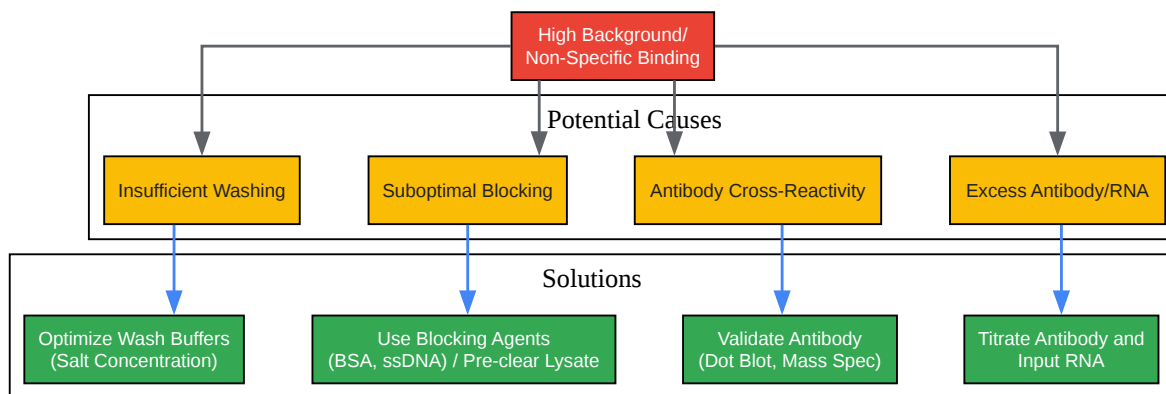 High Background/
Non-Specific Binding
Potential Causes
Insufficient Washing
Suboptimal Blocking
Antibody Cross-Reactivity
Excess Antibody/RNA
Solutions
Optimize Wash Buffers
(Salt Concentration)
Use Blocking Agents
(BSA, ssDNA) / Pre-clear Lysate
Validate Antibody
(Dot Blot, Mass Spec)
Titrate Antibody and
Input RNA